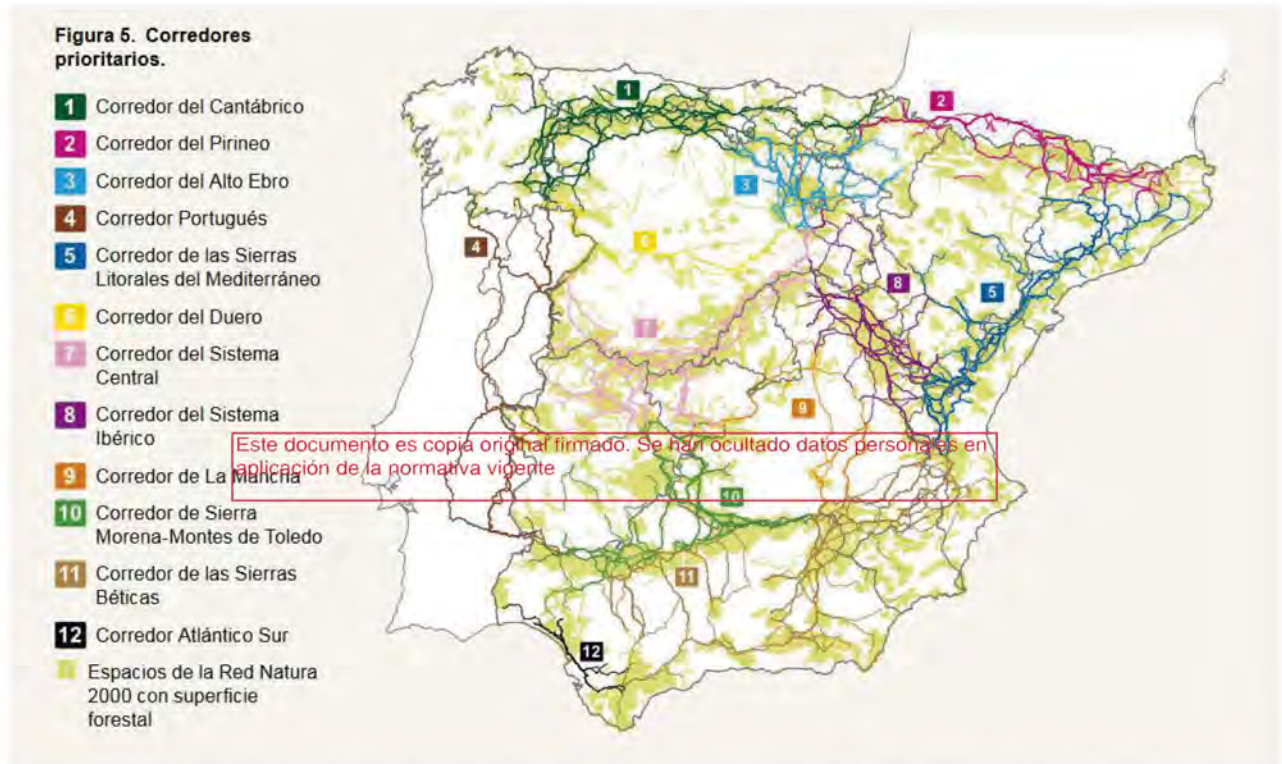 Figura 5. Corredores
prioritarios.
1 Corredor del Cantábrico
2 Corredor del Pirineo
3 Corredor del Alto Ebro
4 Corredor Portugués
5 Corredor de las Sierras
Litorales del Mediterráneo
6 Corredor del Duero
7 Corredor del Sistema
Central
8 Corredor del Sistema
Ibérico
9 Corredor de La Mancha
10 Corredor de Sierra
Morena-Montes de Toledo
11 Corredor de las Sierras
Béticas
12 Corredor Atlántico Sur
Espacios de la Red Natura
2000 con superficie
forestal
1
2
3
4
6
8
5
7
9
Este documento es copia original firmado. Se han ocultado datos personales en
aplicación de la normativa vigente
10
11
12